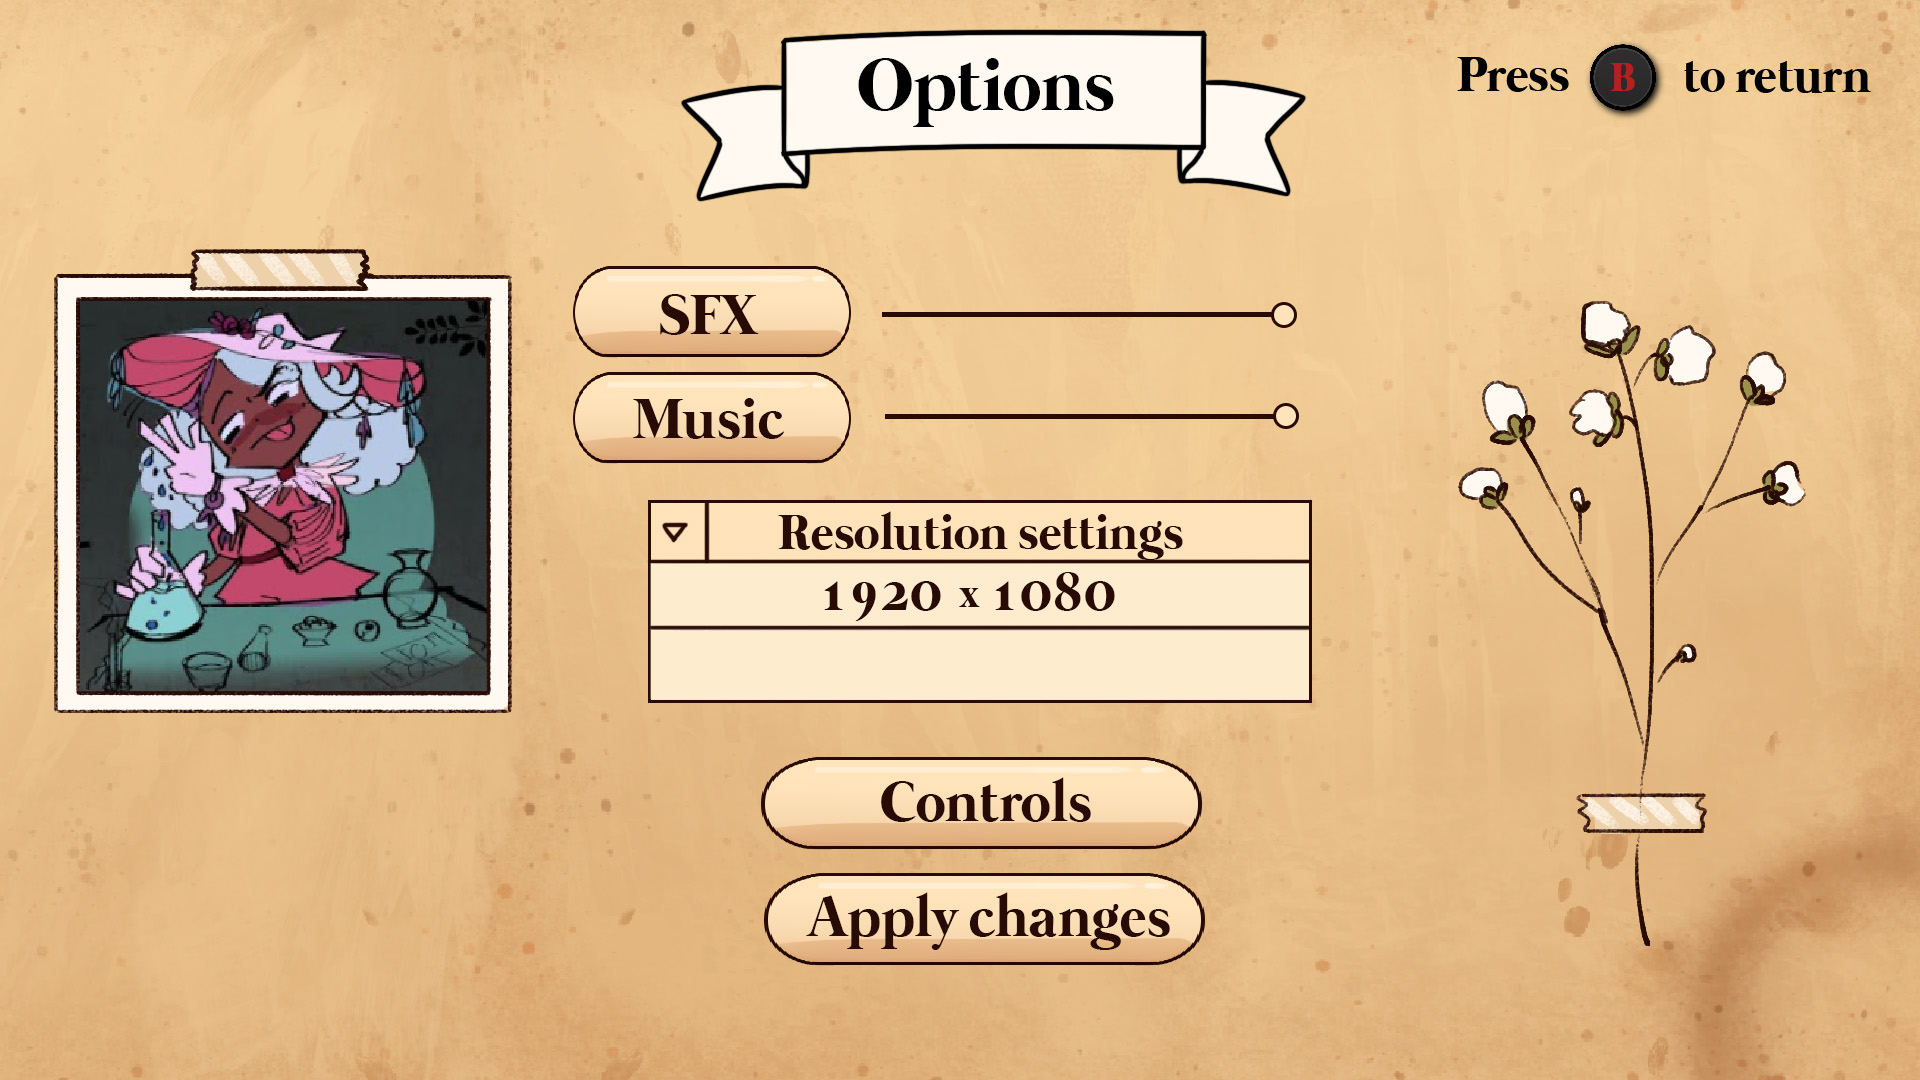 Options
Press B to return
SFX
Music
Resolution settings
1920 x 1080
Controls
Apply changes